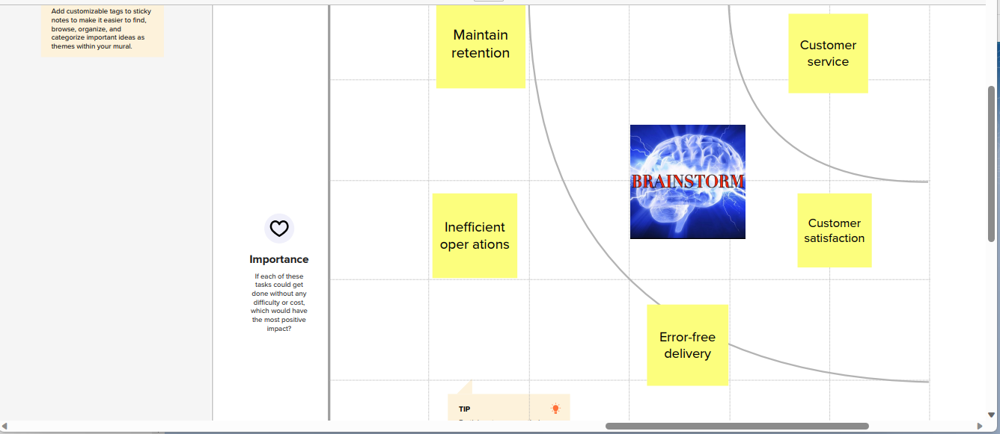 Add customizable tags to sticky
notes to make it easier to find,
browse, organize, and
categorize important ideas as
themes within your mural.
Maintain
retention
Customer
service
BRAINSTORM
Inefficient
oper ations
Customer
satisfaction
Importance
If each of these
tasks could get
done without any
difficulty or cost,
which would have
the most positive
impact?
Error-free
delivery
TIP